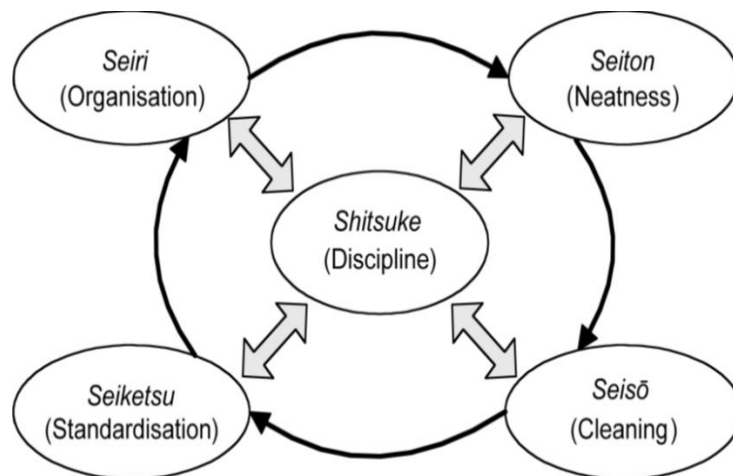 Seiri
(Organisation)
Seiton
(Neatness)
Shitsuke
(Discipline)
Seiketsu
(Standardisation)
Seisō
(Cleaning)